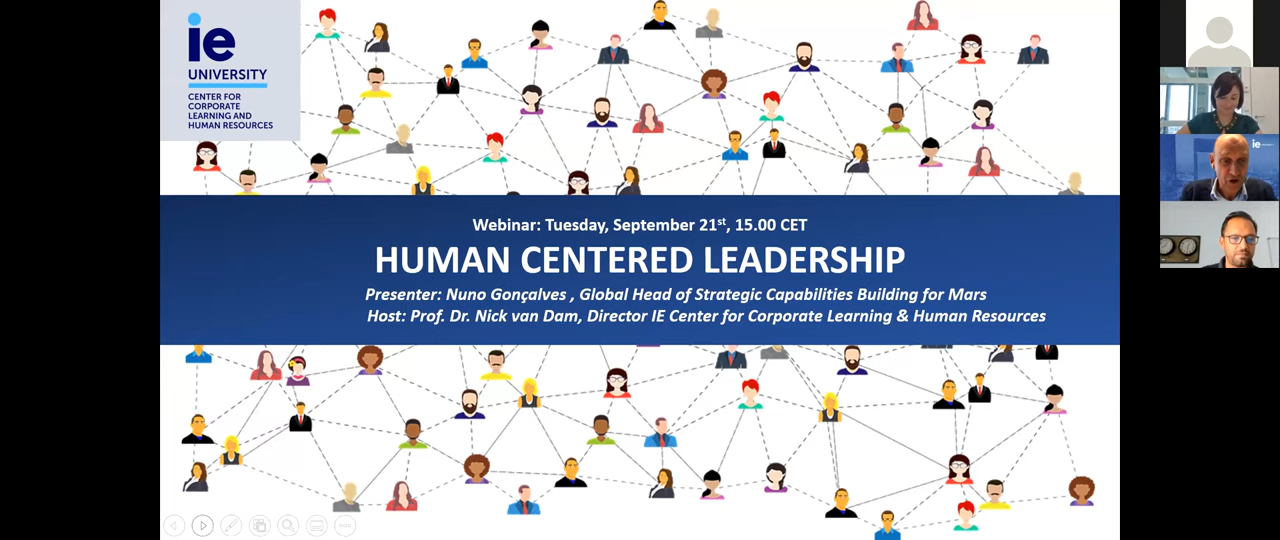 ie
UNIVERSITY
CENTER FOR
CORPORATE
LEARNING AND
HUMAN RESOURCES
Webinar: Tuesday, September 21st, 15.00 CET
HUMAN CENTERED LEADERSHIP
Presenter: Nuno Gonçalves , Global Head of Strategic Capabilities Building for Mars
Host: Prof. Dr. Nick van Dam, Director IE Center for Corporate Learning & Human Resources
ie